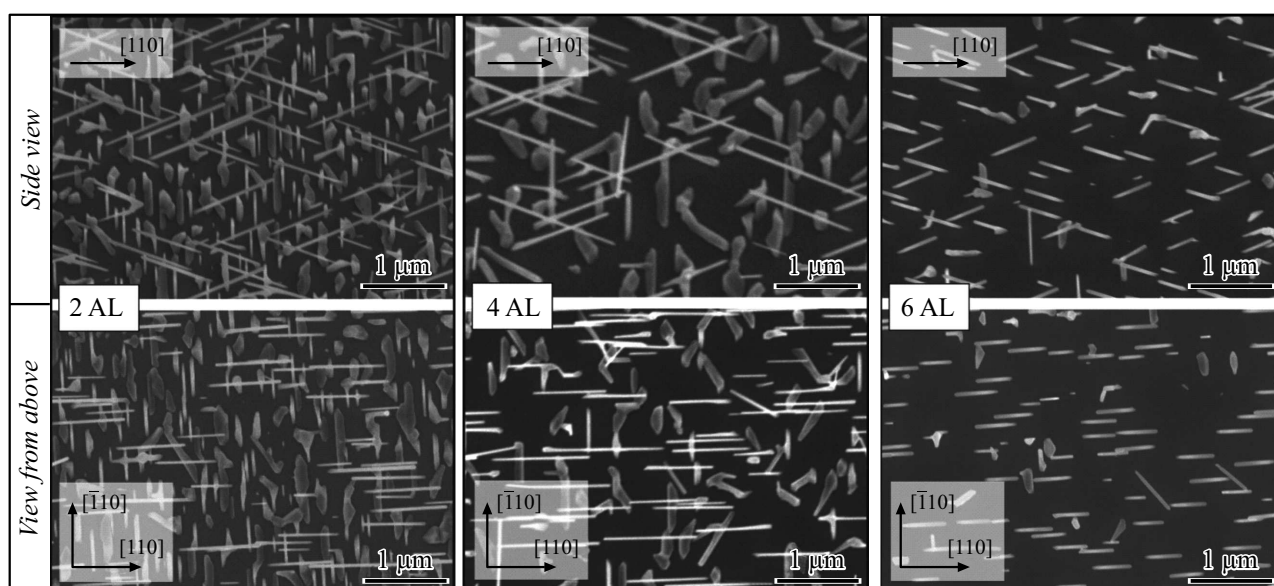 Side view
[110]
[110]
[110]
1 μm
1 μm
1 μm
2 AL
4 AL
6 AL
View from above
[1̅10]
[110]
1 μm
[1̅10]
[110]
1 μm
[1̅10]
[110]
1 μm